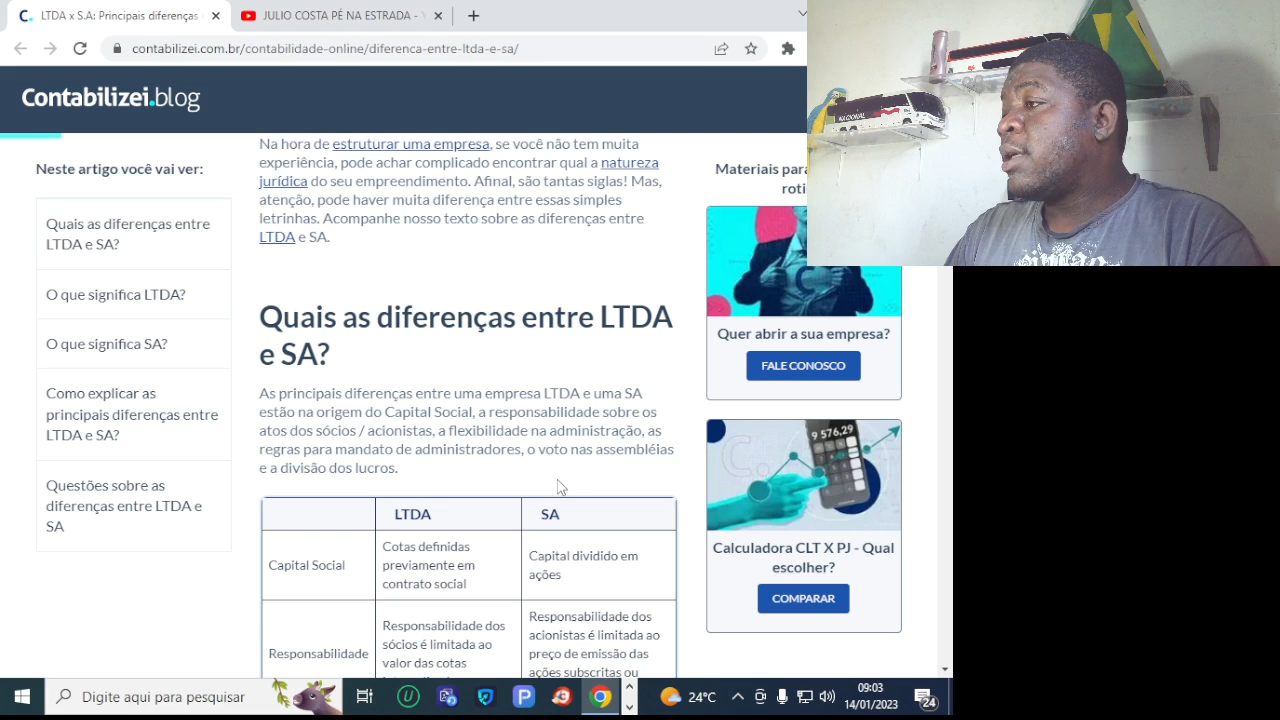 LTDA x S.A: Principais diferenças
JULIO COSTA PÉ NA ESTRADA - Y
contabilizei.com.br/contabilidade-online/diferenca-entre-ltda-e-sa/
Contabilizei.blog
Neste artigo você vai ver:
Quais as diferenças entre
LTDA e SA?
O que significa LTDA?
O que significa SA?
Como explicar as
principais diferenças entre
LTDA e SA?
Questões sobre as
diferenças entre LTDA e
SA
Na hora de estruturar uma empresa, se você não tem muita
experiência, pode achar complicado encontrar qual a natureza
jurídica do seu empreendimento. Afinal, são tantas siglas! Mas,
atenção, pode haver muita diferença entre essas simples
letrinhas. Acompanhe nosso texto sobre as diferenças entre
LTDA e SA.
Quais as diferenças entre LTDA
e SA?
As principais diferenças entre uma empresa LTDA e uma SA
estão na origem do Capital Social, a responsabilidade sobre os
atos dos sócios / acionistas, a flexibilidade na administração, as
regras para mandato de administradores, o voto nas assembléias
e a divisão dos lucros.
LTDA
SA
Capital Social
Cotas definidas
previamente em
contrato social
Capital dividido em
ações
Responsabilidade
Responsabilidade dos
sócios é limitada ao
valor das cotas
Responsabilidade dos
acionistas é limitada ao
preço de emissão das
ações subscritas ou
Materiais para
roti
Quer abrir a sua empresa?
FALE CONOSCO
9 576,29
Calculadora CLT X PJ - Qual
escolher?
COMPARAR
NACIONAL
Digite aqui para pesquisar
24°C
09:03
14/01/2023
24